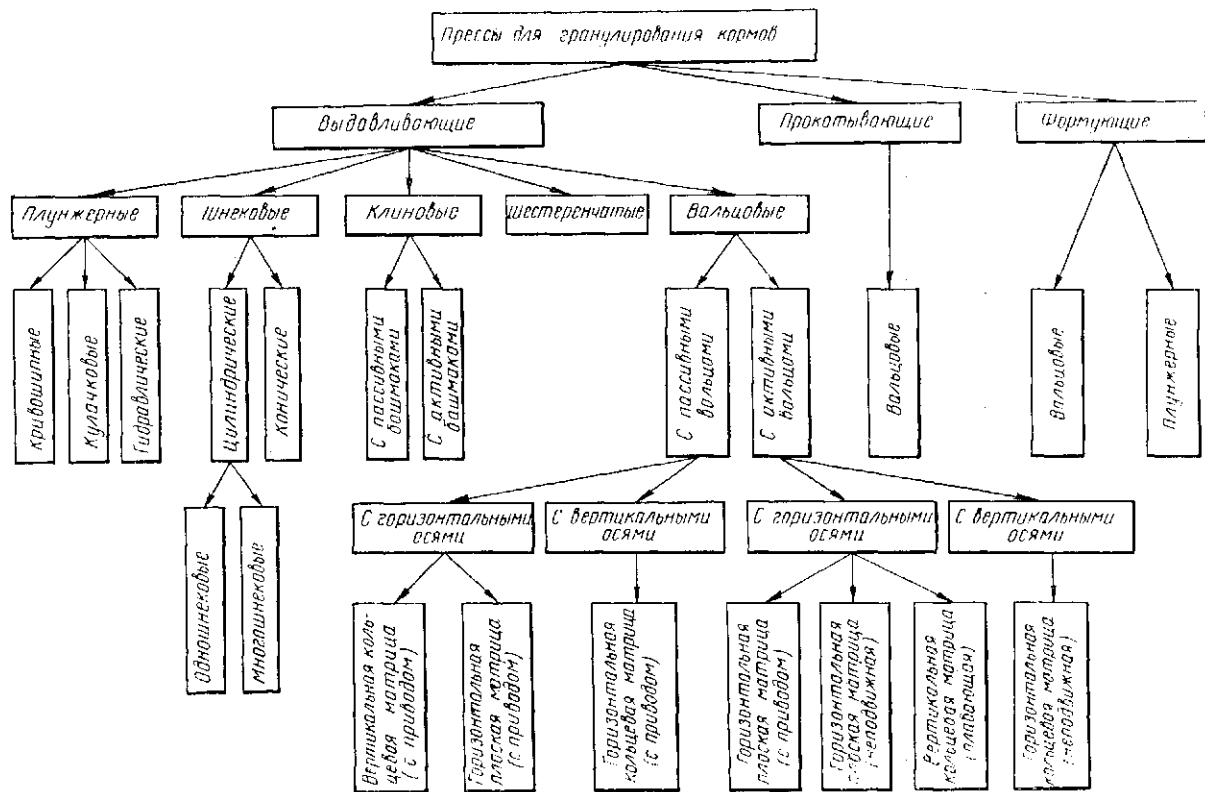 Прессы для гранулирования кормов
Выдавливающие
Прокатывающие
Формующие
Плунжерные
Шнековые
Клиновые
Шестеренчатые
Вальцовые
Кривошипные
Кулачковые
Гидравлические
Цилиндрические
Конические
С пассивными
башмаками
С активными
башмаками
С пассивными
вальцами
С активными
вальцами
Вальцовые
Вальцовые
Плунжерные
С горизонтальными
осями
С вертикальными
осями
С горизонтальными
осями
С вертикальными
осями
Одношнековые
Многошнековые
Вертикальная коль-
цевая матрица
(с приводом)
Горизонтальная
плоская матрица
(с приводом)
Горизонтальная
кольцевая матрица
(с приводом)
Горизонтальная
плоская матрица
(с приводом)
Горизонтальная
плоская матрица
(неподвижная)
Вертикальная
кольцевая матрица
(плавающая)
Горизонтальная
кольцевая матрица
(неподвижная)